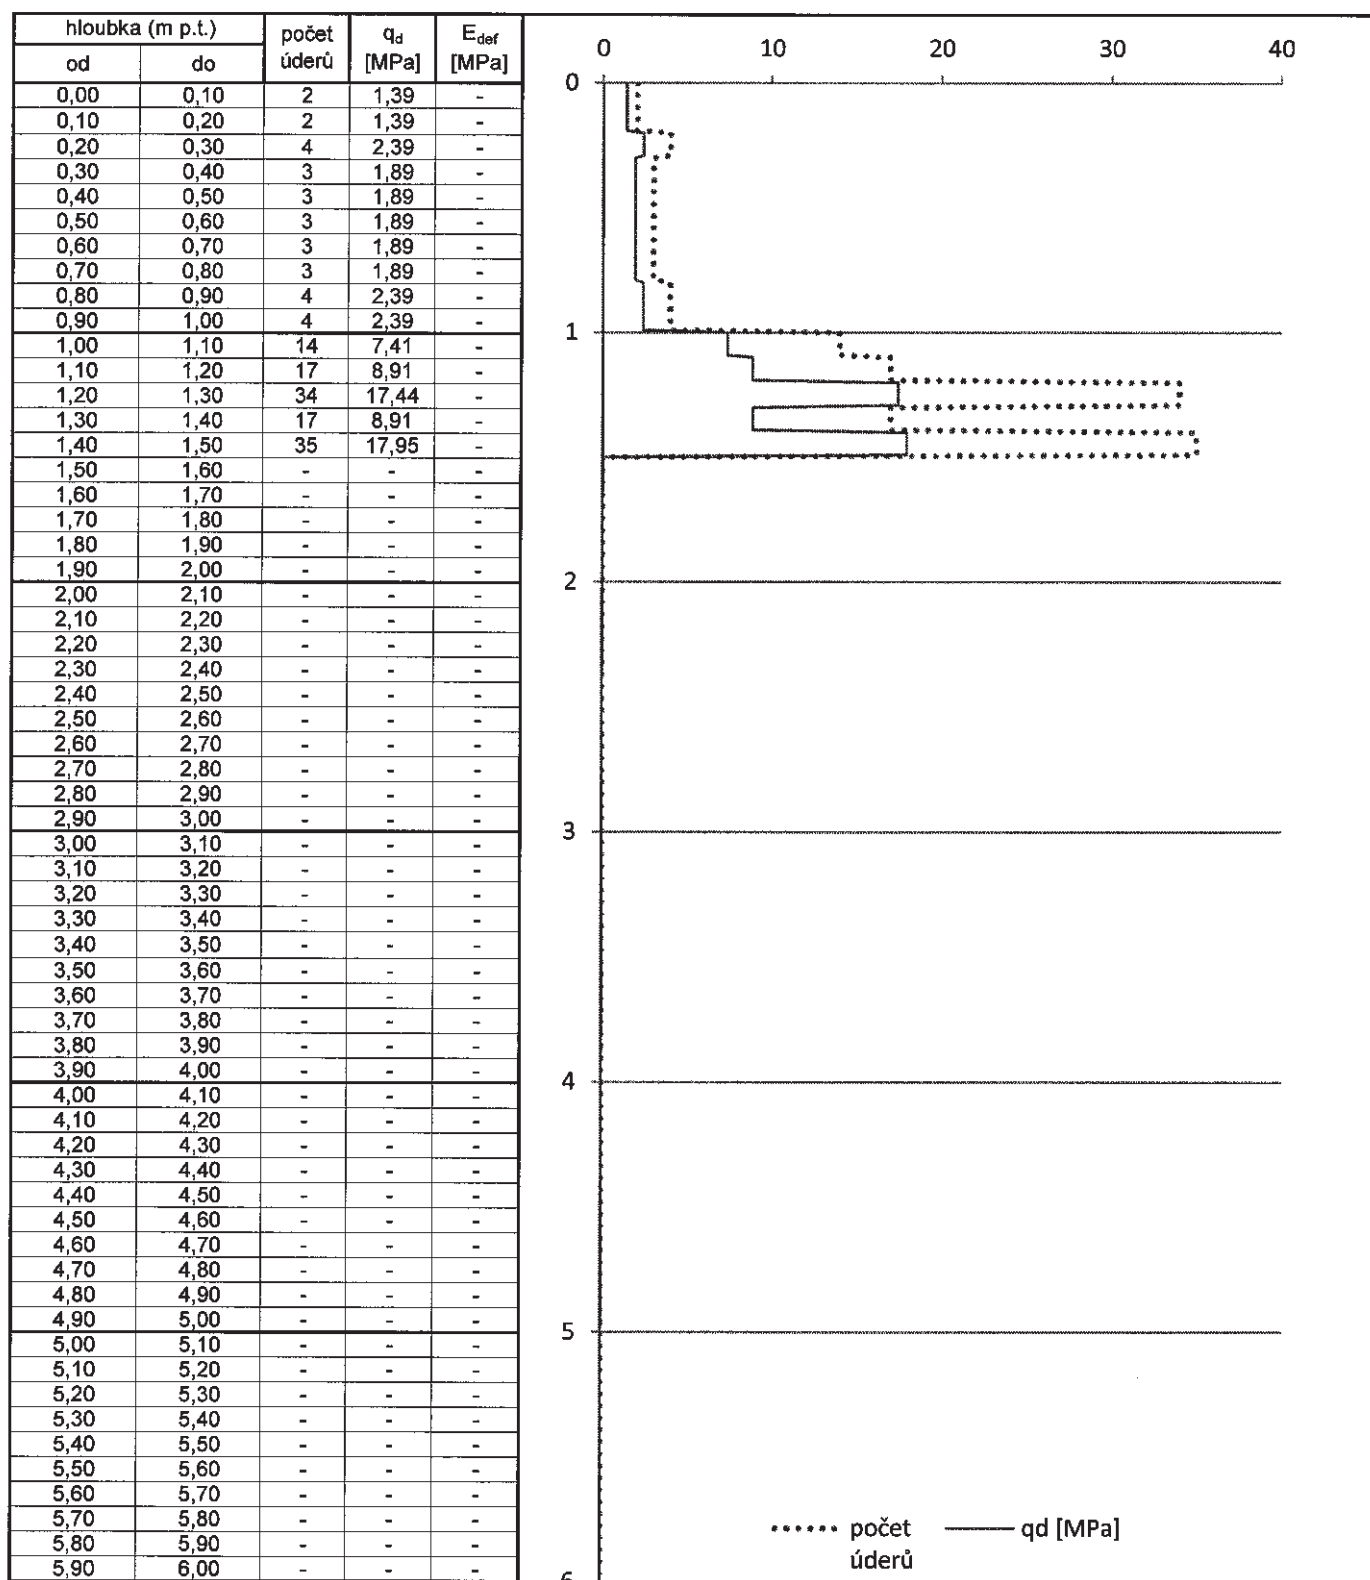 hloubka (m p.t.) počet úderů qd [MPa] Edef [MPa]
od do
0,00 0,10 2 1,39 -
0,10 0,20 2 1,39 -
0,20 0,30 4 2,39 -
0,30 0,40 3 1,89 -
0,40 0,50 3 1,89 -
0,50 0,60 3 1,89 -
0,60 0,70 3 1,89 -
0,70 0,80 3 1,89 -
0,80 0,90 4 2,39 -
0,90 1,00 4 2,39 -
1,00 1,10 14 7,41 -
1,10 1,20 17 8,91 -
1,20 1,30 34 17,44 -
1,30 1,40 17 8,91 -
1,40 1,50 35 17,95 -
1,50 1,60 - - -
1,60 1,70 - - -
1,70 1,80 - - -
1,80 1,90 - - -
1,90 2,00 - - -
2,00 2,10 - - -
2,10 2,20 - - -
2,20 2,30 - - -
2,30 2,40 - - -
2,40 2,50 - - -
2,50 2,60 - - -
2,60 2,70 - - -
2,70 2,80 - - -
2,80 2,90 - - -
2,90 3,00 - - -
3,00 3,10 - - -
3,10 3,20 - - -
3,20 3,30 - - -
3,30 3,40 - - -
3,40 3,50 - - -
3,50 3,60 - - -
3,60 3,70 - - -
3,70 3,80 - - -
3,80 3,90 - - -
3,90 4,00 - - -
4,00 4,10 - - -
4,10 4,20 - - -
4,20 4,30 - - -
4,30 4,40 - - -
4,40 4,50 - - -
4,50 4,60 - - -
4,60 4,70 - - -
4,70 4,80 - - -
4,80 4,90 - - -
4,90 5,00 - - -
5,00 5,10 - - -
5,10 5,20 - - -
5,20 5,30 - - -
5,30 5,40 - - -
5,40 5,50 - - -
5,50 5,60 - - -
5,60 5,70 - - -
5,70 5,80 - - -
5,80 5,90 - - -
5,90 6,00 - - -
0 10 20 30 40
0
1
2
3
4
5
6
počet úderů
qd [MPa]